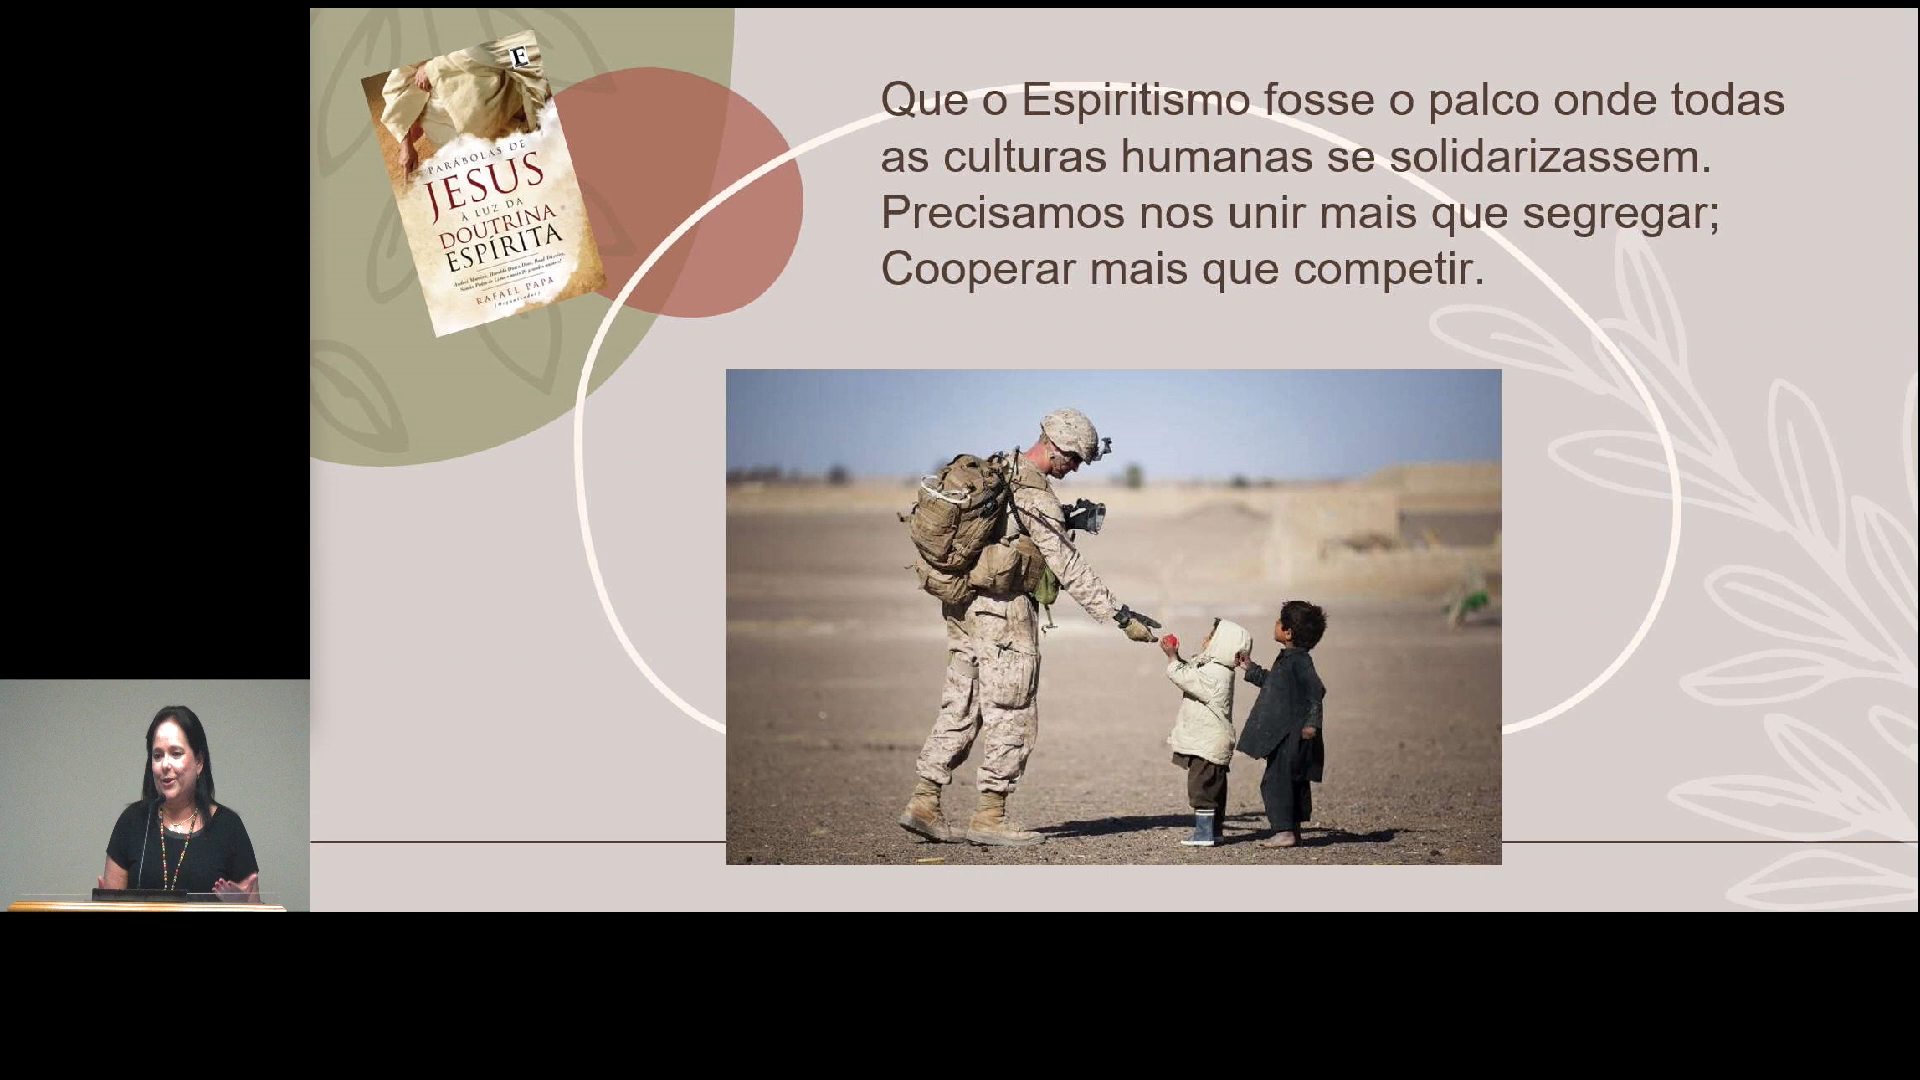 E
PARÁBOLAS DE
JESUS
À LUZ DA
DOUTRINA
ESPÍRITA
RAFAEL PAPA
Que o Espiritismo fosse o palco onde todas
as culturas humanas se solidarizassem.
Precisamos nos unir mais que segregar;
Cooperar mais que competir.